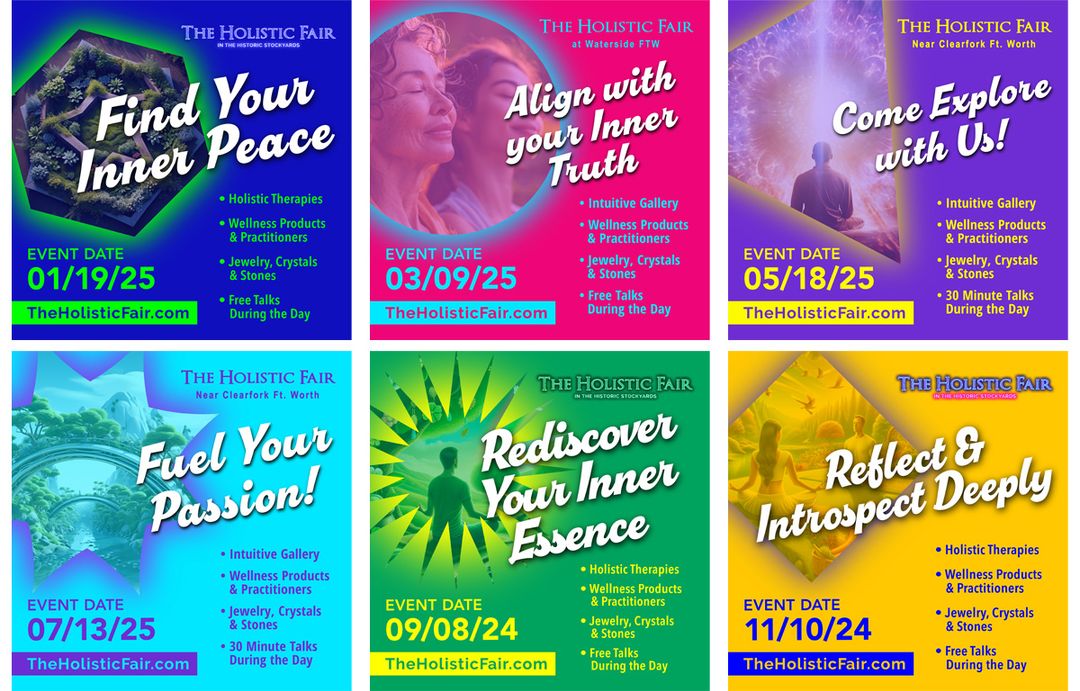 THE HOLISTIC FAIR
IN THE HISTORIC STOCKYARDS
Find Your
Inner Peace
• Holistic Therapies
• Wellness Products
& Practitioners
• Jewelry, Crystals
& Stones
• Free Talks
During the Day
EVENT DATE
01/19/25
TheHolisticFair.com
THE HOLISTIC FAIR
at Waterside FTW
Align with
your Inner
Truth
• Intuitive Gallery
• Wellness Products
& Practitioners
• Jewelry, Crystals
& Stones
• Free Talks
During the Day
EVENT DATE
03/09/25
TheHolisticFair.com
THE HOLISTIC FAIR
Near Clearfork Ft. Worth
Come Explore
with Us!
• Intuitive Gallery
• Wellness Products
& Practitioners
• Jewelry, Crystals
& Stones
• 30 Minute Talks
During the Day
EVENT DATE
05/18/25
TheHolisticFair.com
THE HOLISTIC FAIR
Near Clearfork Ft. Worth
Fuel Your
Passion!
• Intuitive Gallery
• Wellness Products
& Practitioners
• Jewelry, Crystals
& Stones
• 30 Minute Talks
During the Day
EVENT DATE
07/13/25
TheHolisticFair.com
THE HOLISTIC FAIR
IN THE HISTORIC STOCKYARDS
Rediscover
Your Inner
Essence
• Holistic Therapies
• Wellness Products
& Practitioners
• Jewelry, Crystals
& Stones
• Free Talks
During the Day
EVENT DATE
09/08/24
TheHolisticFair.com
THE HOLISTIC FAIR
IN THE HISTORIC STOCKYARDS
Reflect &
Introspect Deeply
• Holistic Therapies
• Wellness Products
& Practitioners
• Jewelry, Crystals
& Stones
• Free Talks
During the Day
EVENT DATE
11/10/24
TheHolisticFair.com